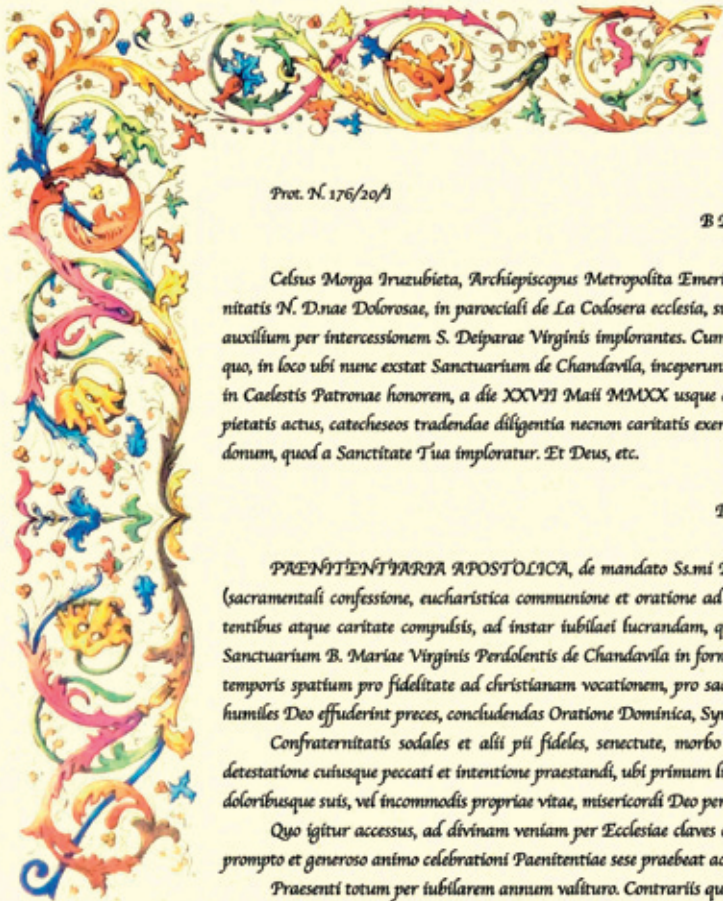 Prot. N. 176/20/I
B
Celsus Morga Iruzubieta, Archiepiscopus Metropolita Emeri
nitatis N. D.nae Dolorosae, in paroeciali de La Codosera ecclesia, su
auxilium per intercessionem S. Deiparae Virginis implorantes. Cum
quo, in loco ubi nunc exstat Sanctuarium de Chandavila, inceperun
in Caelestis Patronae honorem, a die XXVII Maii MMXX usque
pietatis actus, catecheseos tradendae diligentia necnon caritatis exer
donum, quod a Sanctitate Tua imploratur. Et Deus, etc.
PAENITENTIARIA APOSTOLICA, de mandato Ss.mi
(sacramentali confessione, eucharistica communione et oratione ad
tentibus atque caritate compulsis, ad instar iubilaei lucrandam, q
Sanctuarium B. Mariae Virginis Perdolentis de Chandavila in form
temporis spatium pro fidelitate ad christianam vocationem, pro sac
humiles Deo effuderint preces, concludendas Oratione Dominica, Sym
Confraternitatis sodales et alii pii fideles, senectute, morbo
detestatione cuiusque peccati et intentione praestandi, ubi primum li
doloribusque suis, vel incommodis propriae vitae, misericordi Deo per
Quo igitur accessus, ad divinam veniam per Ecclesiae claves
prompto et generoso animo celebrationi Paenitentiae sese praebeat ac
Praesenti totum per iubilarem annum valituro. Contrariis qu